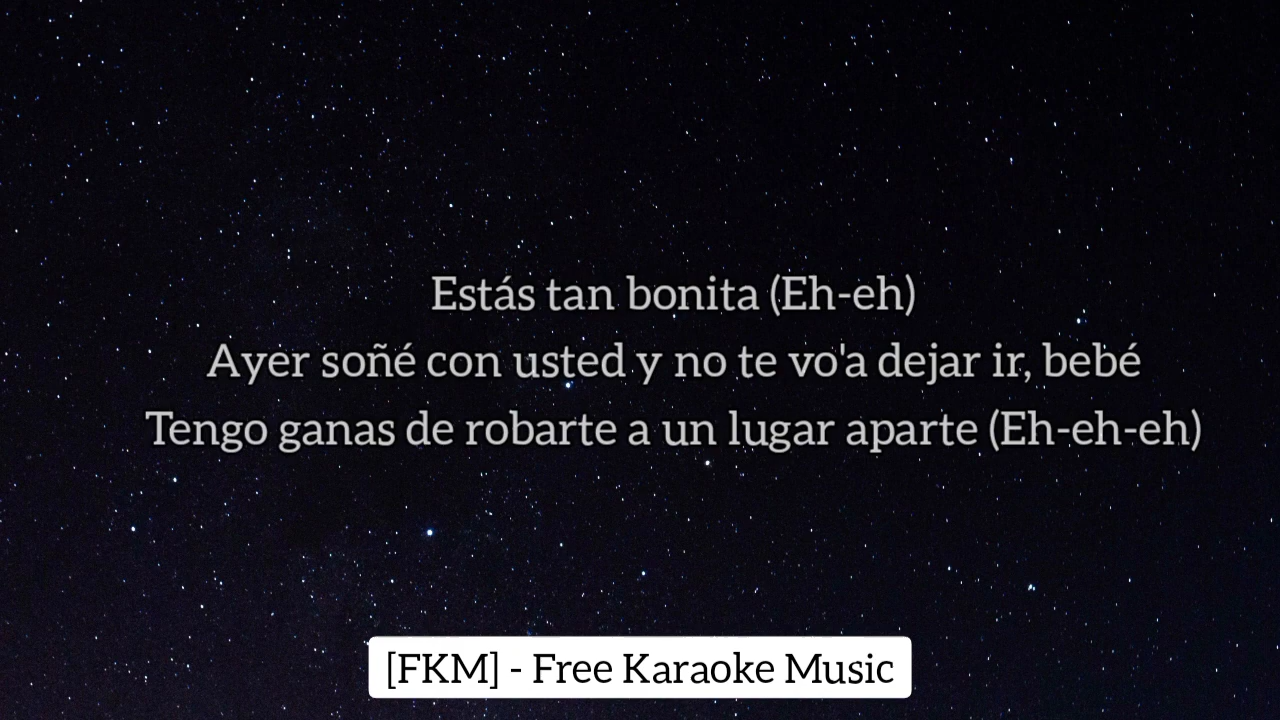 Estás tan bonita (Eh-eh)
Ayer soñé con usted y no te vo'a dejar ir, bebé
Tengo ganas de robarte a un lugar aparte (Eh-eh-eh)
[FKM] - Free Karaoke Music